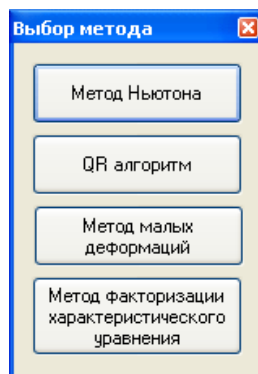 Выбор метода
Метод Ньютона
QR алгоритм
Метод малых
деформаций
Метод факторизации
характеристического
уравнения